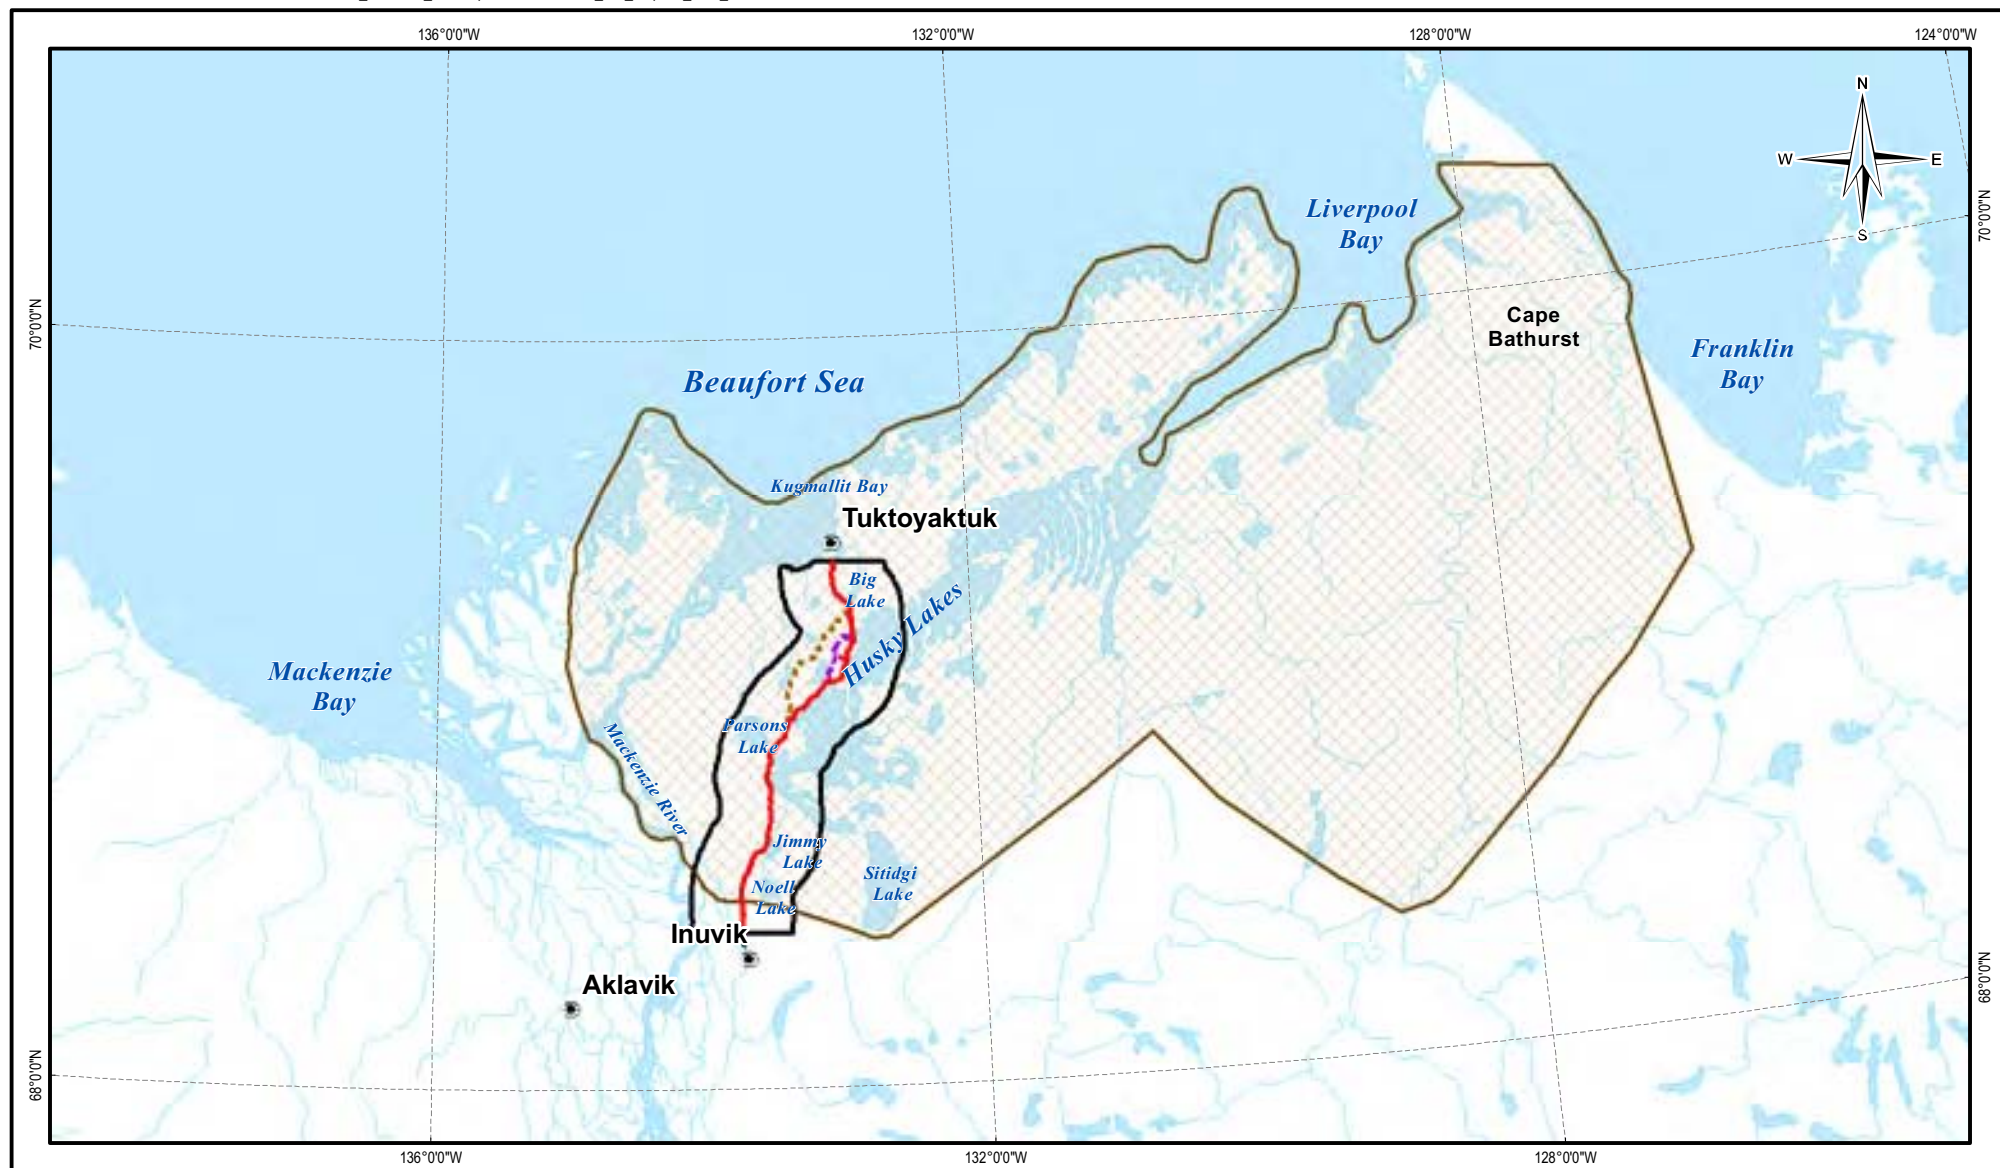 136°0'0"W
132°0'0"W
128°0'0"W
124°0'0"W
N
W
E
S
70°0'0"N
70°0'0"N
Liverpool
Bay
Cape
Bathurst
Franklin
Bay
Beaufort Sea
Kugmallit Bay
Tuktoyaktuk
Big
Lake
Husky Lakes
Mackenzie
Bay
Parsons
Lake
Mackenzie River
Jimmy
Lake
Sitidgi
Lake
Noell
Lake
Inuvik
Aklavik
68°0'0"N
68°0'0"N
136°0'0"W
132°0'0"W
128°0'0"W